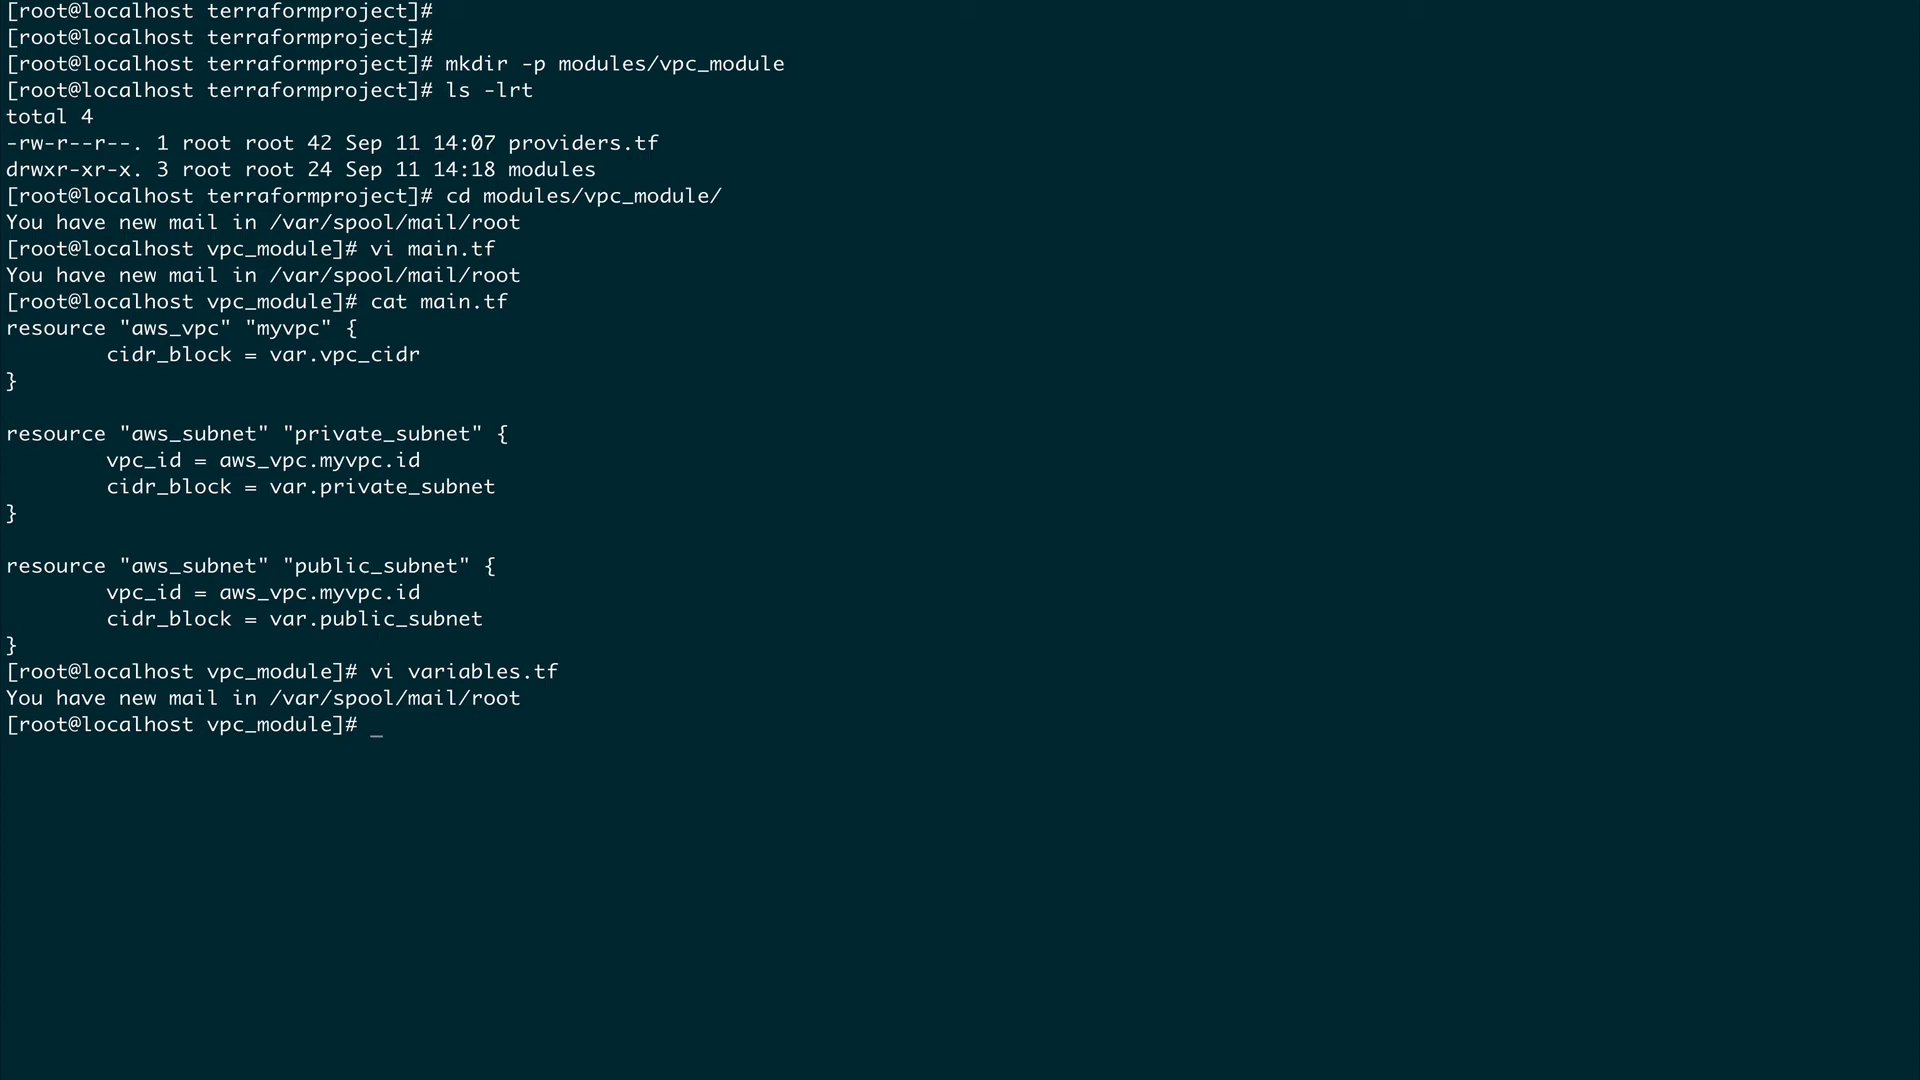 [root@localhost terraformproject]#
[root@localhost terraformproject]#
[root@localhost terraformproject]# mkdir -p modules/vpc_module
[root@localhost terraformproject]# ls -lrt
total 4
-rw-r--r--. 1 root root 42 Sep 11 14:07 providers.tf
drwxr-xr-x. 3 root root 24 Sep 11 14:18 modules
[root@localhost terraformproject]# cd modules/vpc_module/
You have new mail in /var/spool/mail/root
[root@localhost vpc_module]# vi main.tf
You have new mail in /var/spool/mail/root
[root@localhost vpc_module]# cat main.tf
resource "aws_vpc" "myvpc" {
        cidr_block = var.vpc_cidr
}

resource "aws_subnet" "private_subnet" {
        vpc_id = aws_vpc.myvpc.id
        cidr_block = var.private_subnet
}

resource "aws_subnet" "public_subnet" {
        vpc_id = aws_vpc.myvpc.id
        cidr_block = var.public_subnet
}
[root@localhost vpc_module]# vi variables.tf
You have new mail in /var/spool/mail/root
[root@localhost vpc_module]# _